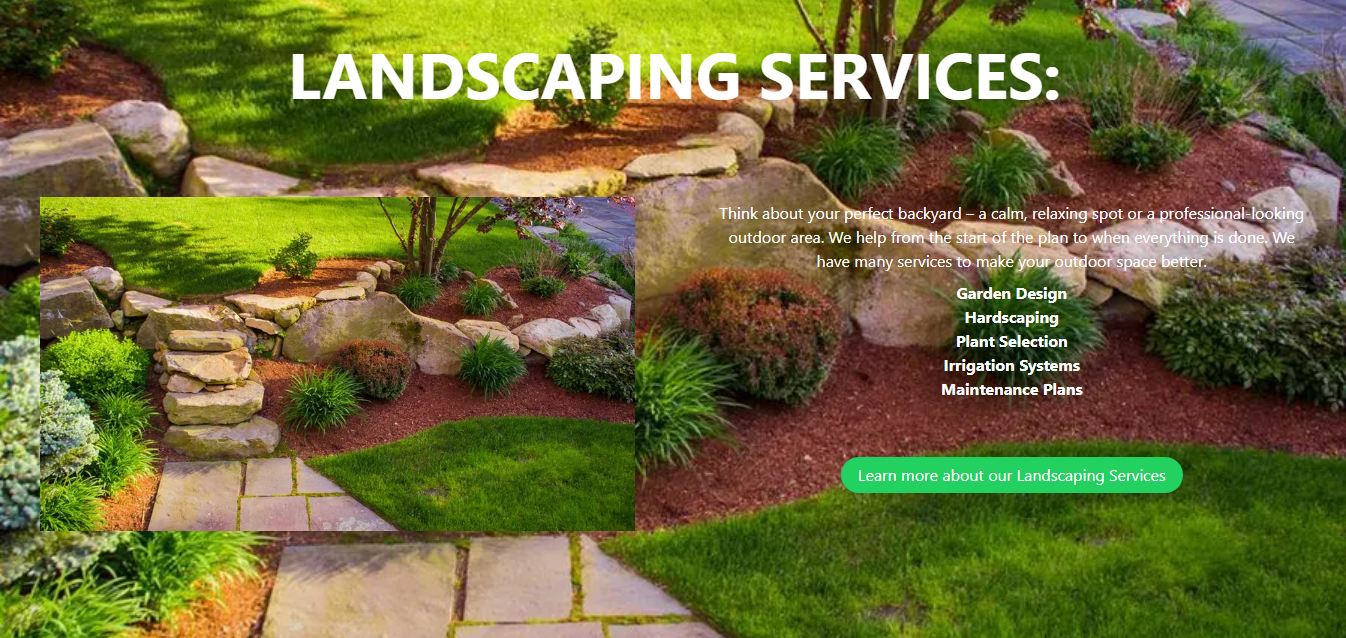 LANDSCAPING SERVICES:
Think about your perfect backyard – a calm, relaxing spot or a professional-looking
outdoor area. We help from the start of the plan to when everything is done. We
have many services to make your outdoor space better.
Garden Design
Hardscaping
Plant Selection
Irrigation Systems
Maintenance Plans
Learn more about our Landscaping Services